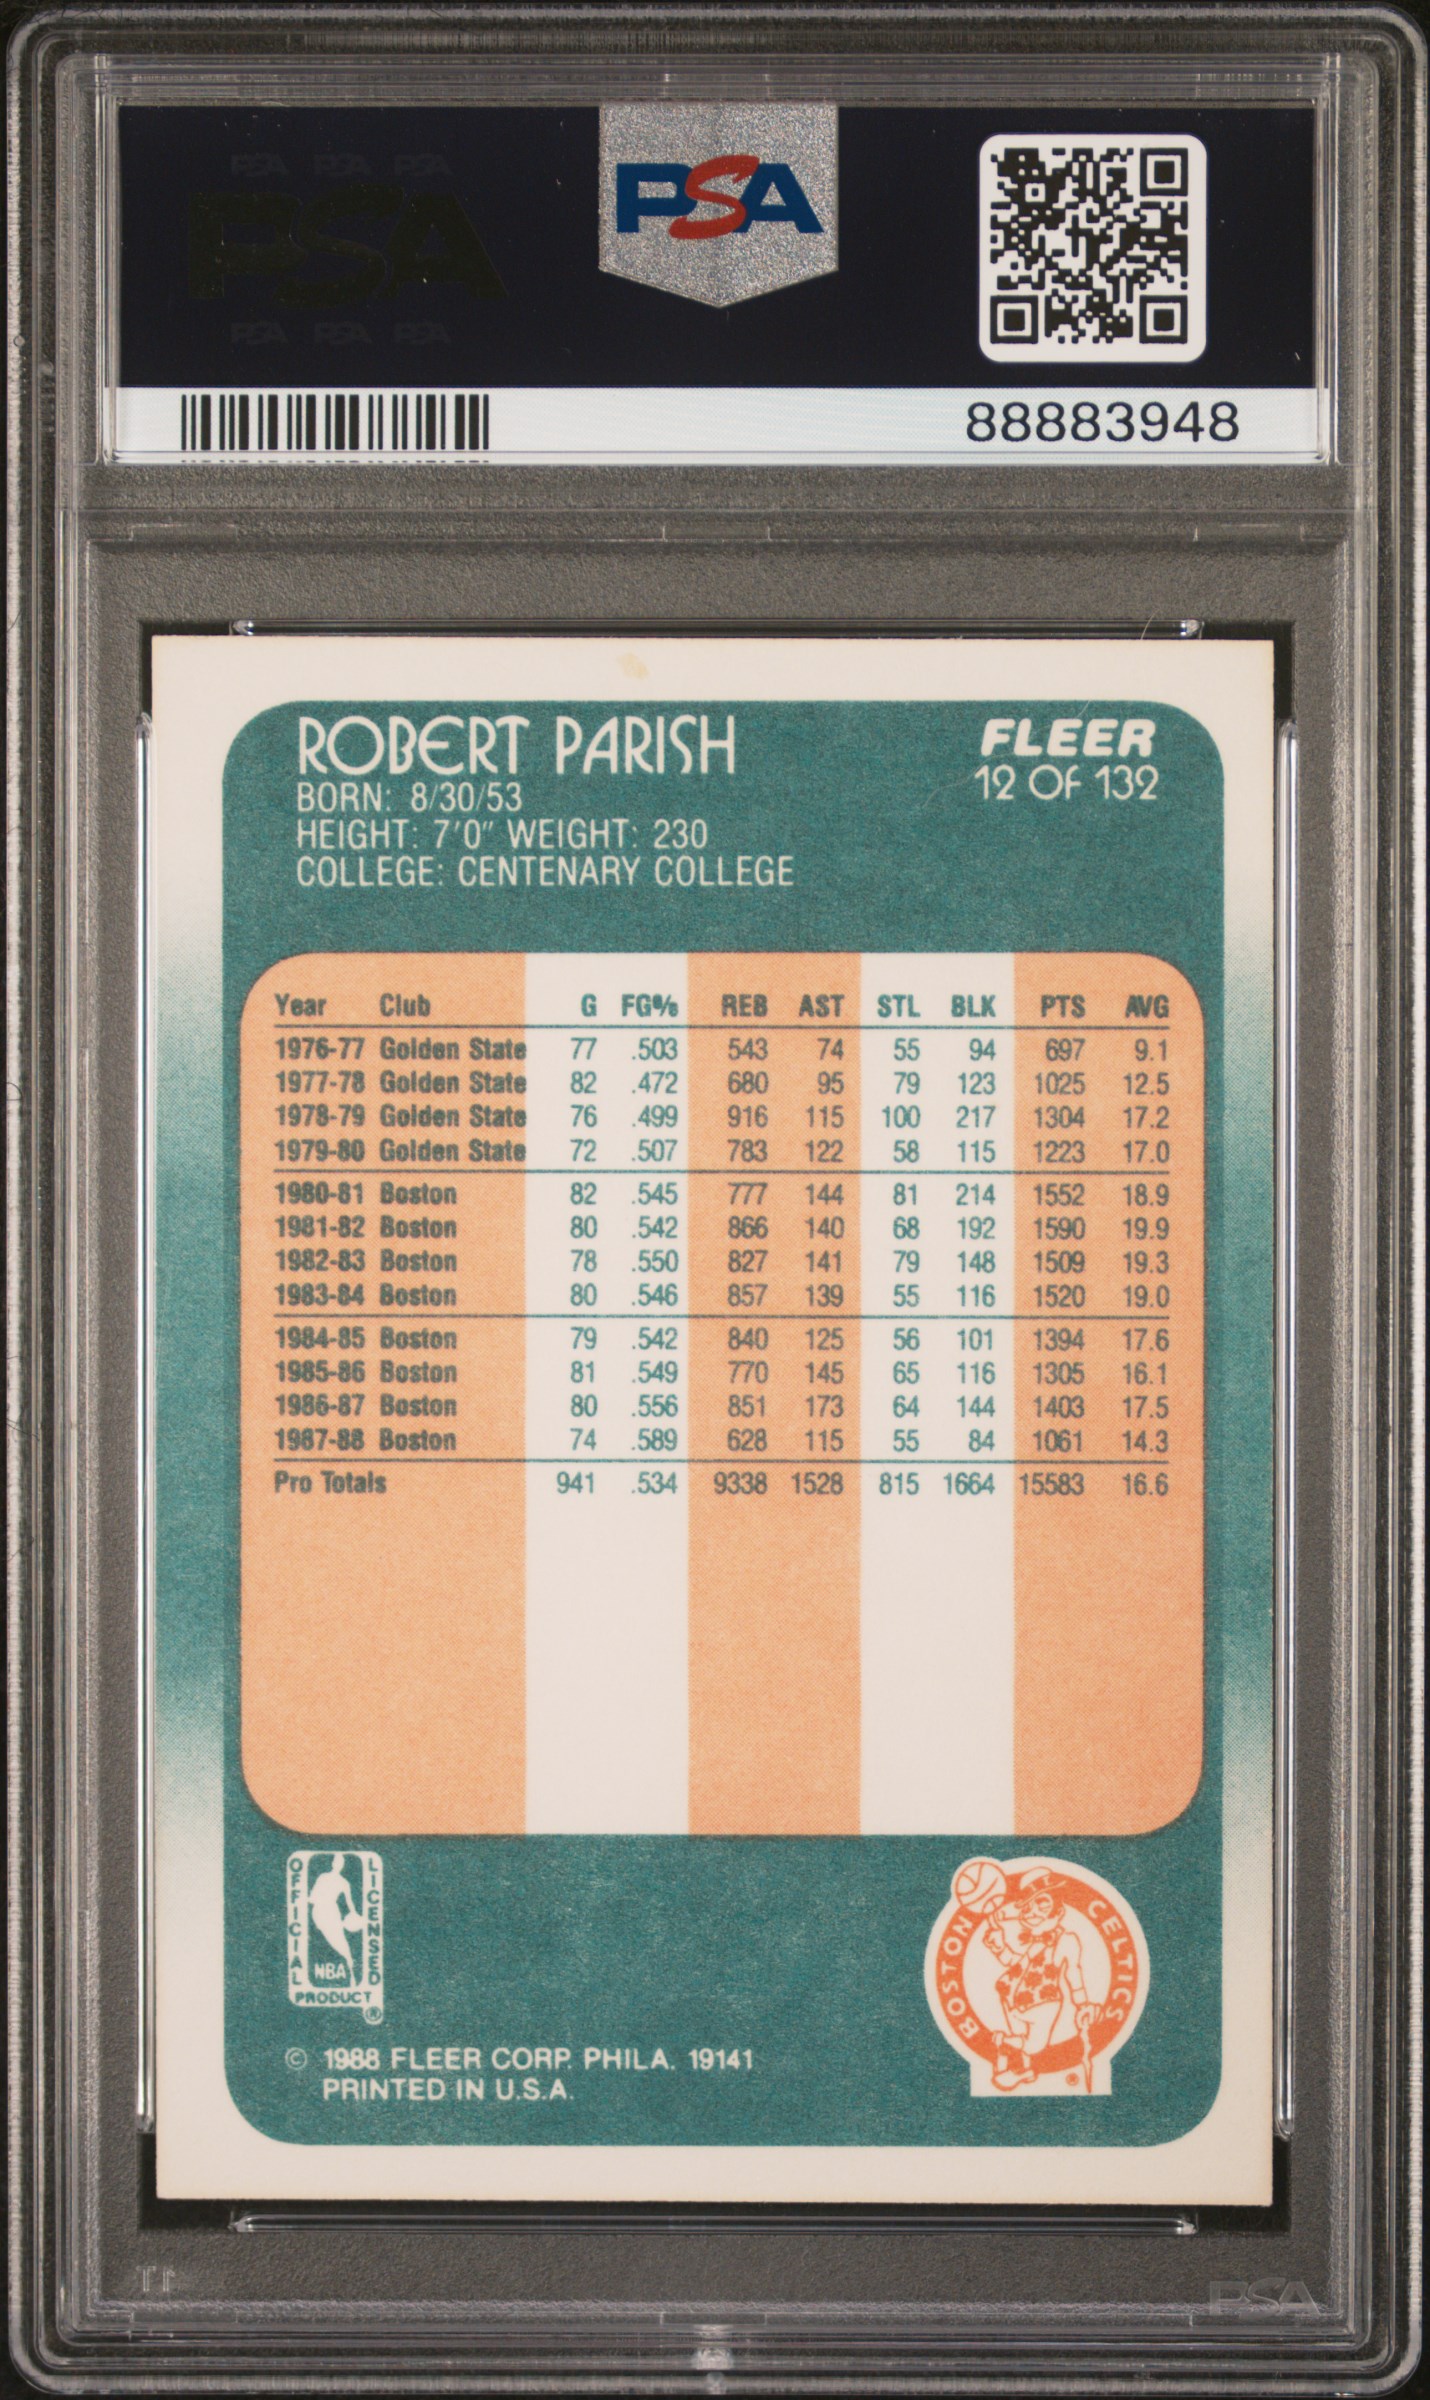 PSA PSA PSA
PSA
PSA PSA PSA
PSA
88883948
ROBERT PARISH
BORN: 8/30/53
HEIGHT: 7'0" WEIGHT: 230
COLLEGE: CENTENARY COLLEGE
FLEER
12 OF 132
Year Club G FG% REB AST STL BLK PTS AVG
1976-77 Golden State 77 .503 543 74 55 94 697 9.1
1977-78 Golden State 82 .472 680 95 79 123 1025 12.5
1978-79 Golden State 76 .499 916 115 100 217 1304 17.2
1979-80 Golden State 72 .507 783 122 58 115 1223 17.0
1980-81 Boston 82 .545 777 144 81 214 1552 18.9
1981-82 Boston 80 .542 866 140 68 192 1590 19.9
1982-83 Boston 78 .550 827 141 79 148 1509 19.3
1983-84 Boston 80 .546 857 139 55 116 1520 19.0
1984-85 Boston 79 .542 840 125 56 101 1394 17.6
1985-86 Boston 81 .549 770 145 65 116 1305 16.1
1986-87 Boston 80 .556 851 173 64 144 1403 17.5
1987-88 Boston 74 .589 628 115 55 84 1061 14.3
Pro Totals 941 .534 9338 1528 815 1664 15583 16.6
OFFICIAL LICENSED
NBA
PRODUCT ®
BOSTON CELTICS
®
© 1988 FLEER CORP. PHILA. 19141
PRINTED IN U.S.A.
PSA